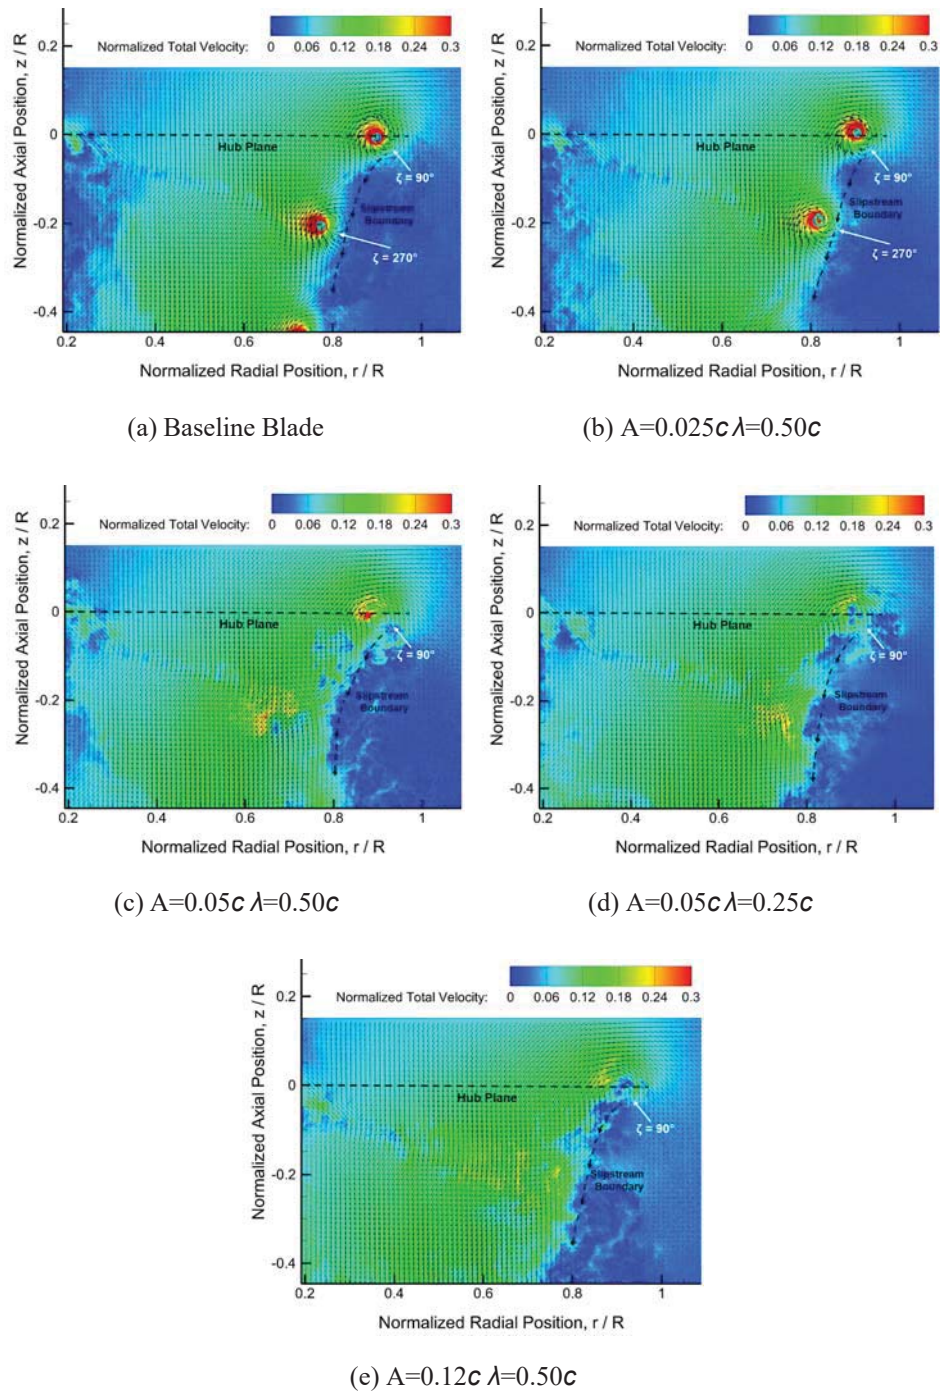 Normalized Total Velocity: 0 0.06 0.12 0.18 0.24 0.3
Normalized Axial Position, z / R
0.2
0
-0.2
-0.4
Hub Plane
ζ = 90°
Slipstream
Boundary
ζ = 270°
0.2 0.4 0.6 0.8 1
Normalized Radial Position, r / R
(a) Baseline Blade
Normalized Total Velocity: 0 0.06 0.12 0.18 0.24 0.3
Normalized Axial Position, z / R
0.2
0
-0.2
-0.4
Hub Plane
ζ = 90°
Slipstream
Boundary
ζ = 270°
0.2 0.4 0.6 0.8 1
Normalized Radial Position, r / R
(b) A=0.025c λ=0.50c
Normalized Total Velocity: 0 0.06 0.12 0.18 0.24 0.3
Normalized Axial Position, z / R
0.2
0
-0.2
-0.4
Hub Plane
ζ = 90°
Slipstream
Boundary
0.2 0.4 0.6 0.8 1
Normalized Radial Position, r / R
(c) A=0.05c λ=0.50c
Normalized Total Velocity: 0 0.06 0.12 0.18 0.24 0.3
Normalized Axial Position, z / R
0.2
0
-0.2
-0.4
Hub Plane
ζ = 90°
Slipstream
Boundary
0.2 0.4 0.6 0.8 1
Normalized Radial Position, r / R
(d) A=0.05c λ=0.25c
Normalized Total Velocity: 0 0.06 0.12 0.18 0.24 0.3
Normalized Axial Position, z / R
0.2
0
-0.2
-0.4
Hub Plane
ζ = 90°
Slipstream
Boundary
0.2 0.4 0.6 0.8 1
Normalized Radial Position, r / R
(e) A=0.12c λ=0.50c